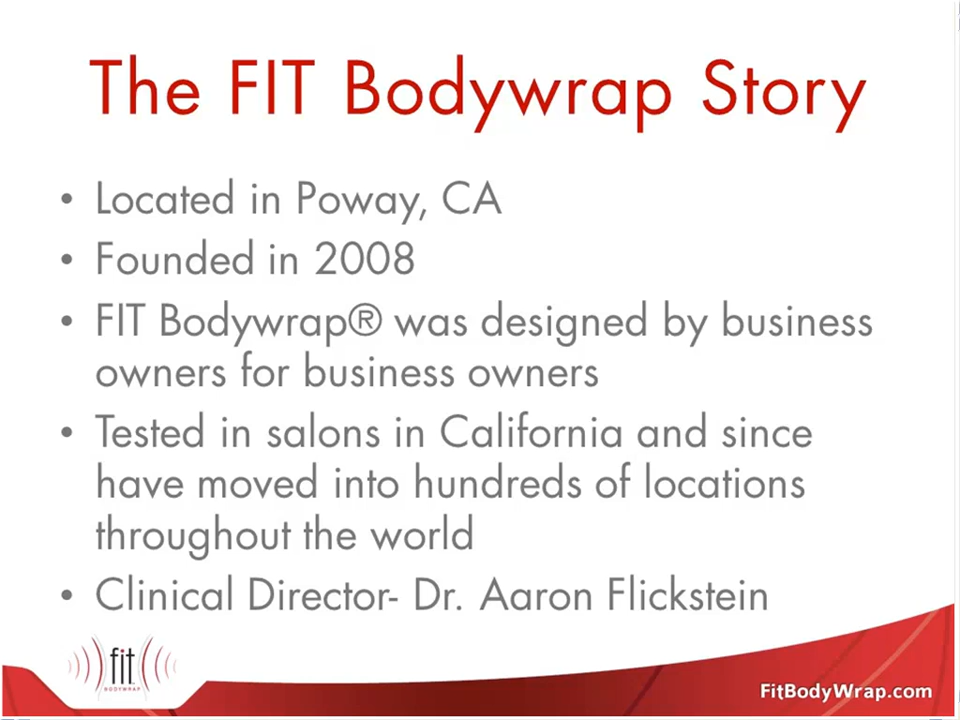 The FIT Bodywrap Story
• Located in Poway, CA
• Founded in 2008
• FIT Bodywrap® was designed by business
owners for business owners
• Tested in salons in California and since
have moved into hundreds of locations
throughout the world
• Clinical Director- Dr. Aaron Flickstein
fit
BODYWRAP
FitBodyWrap.com